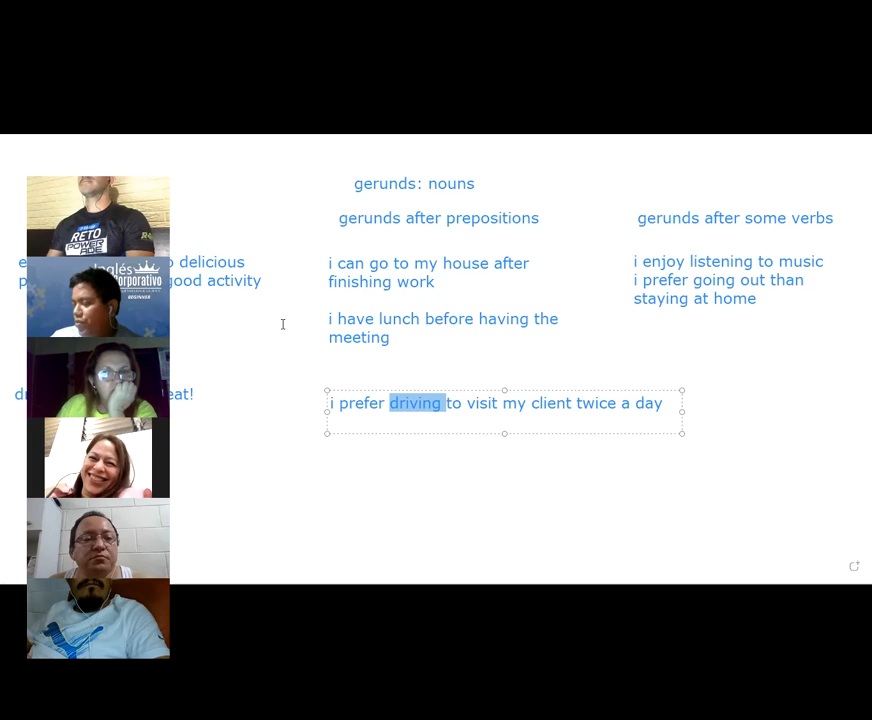 gerunds: nouns
gerunds after prepositions
gerunds after some verbs
delicious
good activity
i can go to my house after
finishing work
i enjoy listening to music
i prefer going out than
staying at home
i have lunch before having the
meeting
eat!
i prefer driving to visit my client twice a day
RETO
POWER
Inglés
BEGINNER